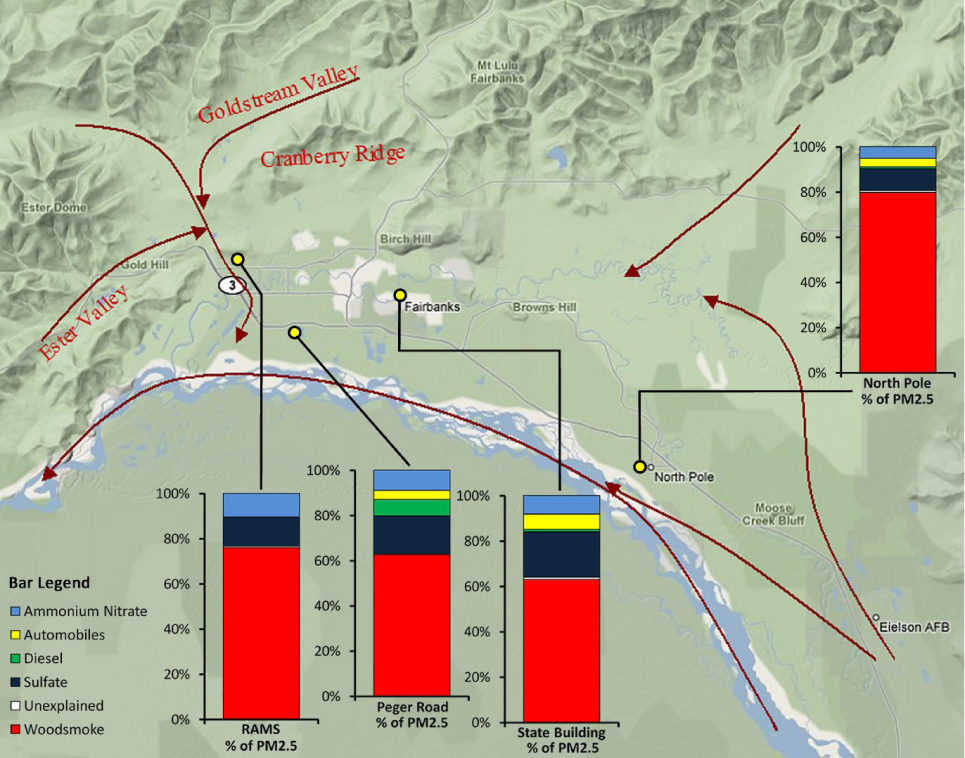 Mt Lulu
Fairbanks
Goldstream Valley
Cranberry Ridge
Ester Dome
Birch Hill
Gold Hill
3
Ester Valley
Fairbanks
Browns Hill
North Pole
Moose
Creek Bluff
Eielson AFB
100%
80%
60%
40%
20%
0%
North Pole
% of PM2.5
100%
80%
60%
40%
20%
0%
RAMS
% of PM2.5
100%
80%
60%
40%
20%
0%
Peger Road
% of PM2.5
100%
80%
60%
40%
20%
0%
State Building
% of PM2.5
Bar Legend
Ammonium Nitrate
Automobiles
Diesel
Sulfate
Unexplained
Woodsmoke